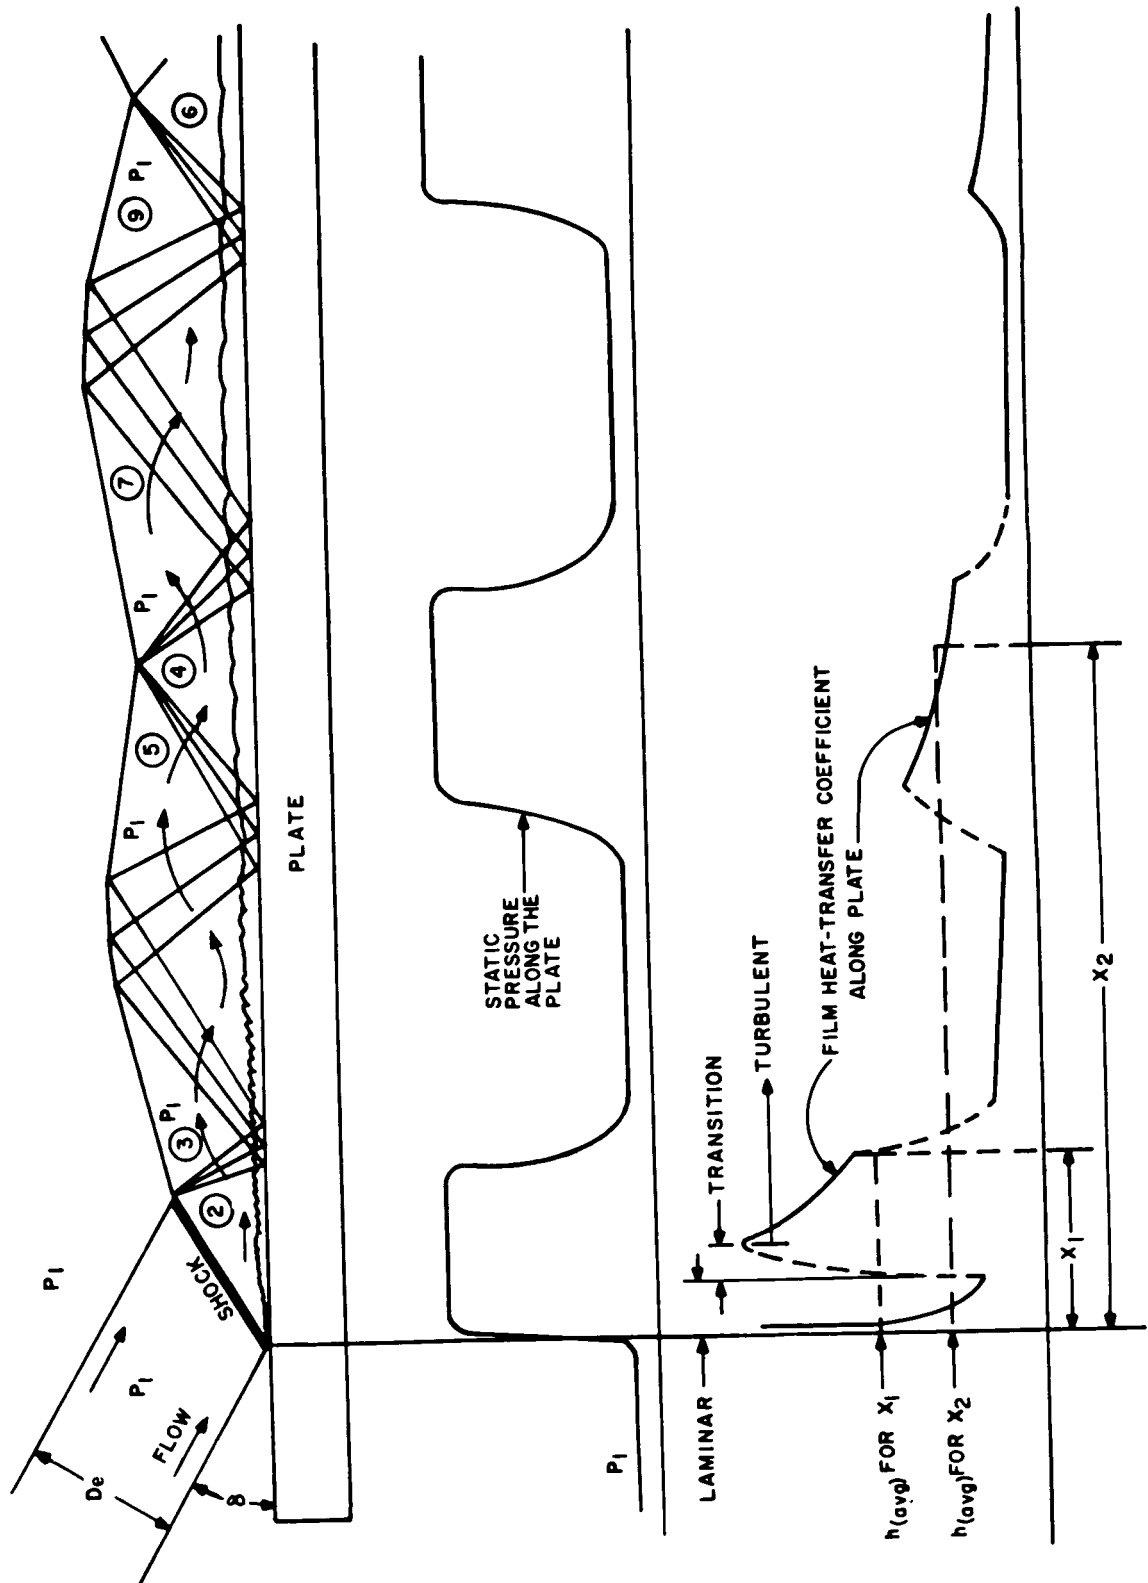 P1
De
P1
FLOW
δ
SHOCK
2
3
P1
P1
5
4
P1
7
9
P1
6
PLATE
P1
STATIC
PRESSURE
ALONG THE
PLATE
LAMINAR
TRANSITION
TURBULENT
FILM HEAT-TRANSFER COEFFICIENT
ALONG PLATE
h(avg) FOR X1
h(avg) FOR X2
X1
X2